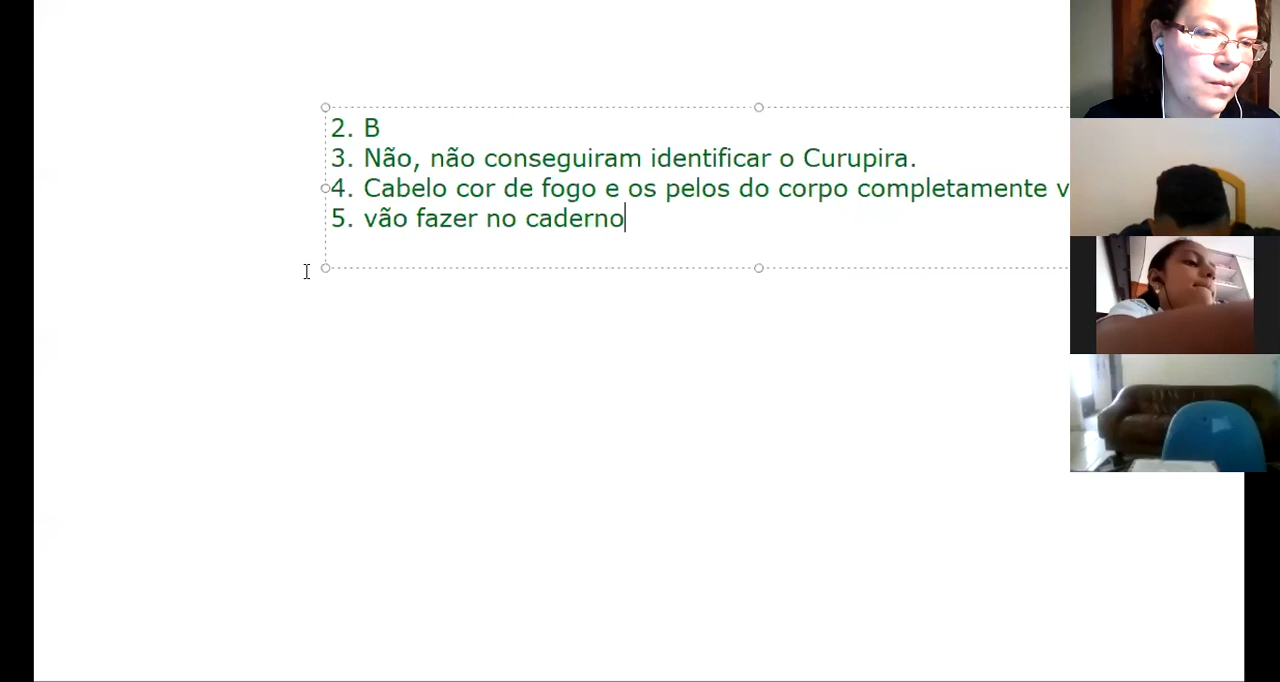 2. B
3. Não, não conseguiram identificar o Curupira.
4. Cabelo cor de fogo e os pelos do corpo completamente
5. vão fazer no caderno